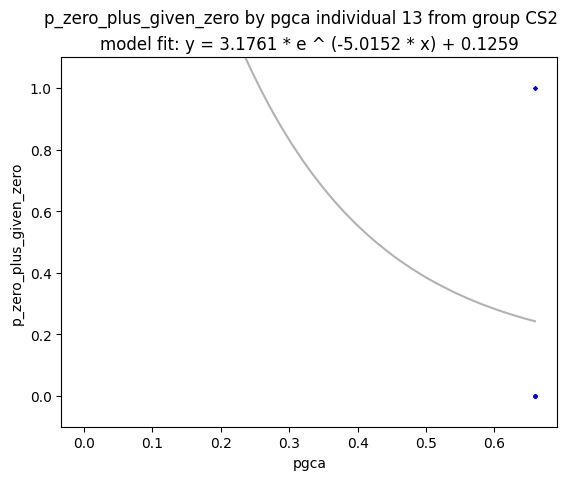 p_zero_plus_given_zero by pgca individual 13 from group CS2
model fit: y = 3.1761 * e ^ (-5.0152 * x) + 0.1259
1.0
0.8
0.6
0.4
0.2
0.0
p_zero_plus_given_zero
0.0 0.1 0.2 0.3 0.4 0.5 0.6
pgca